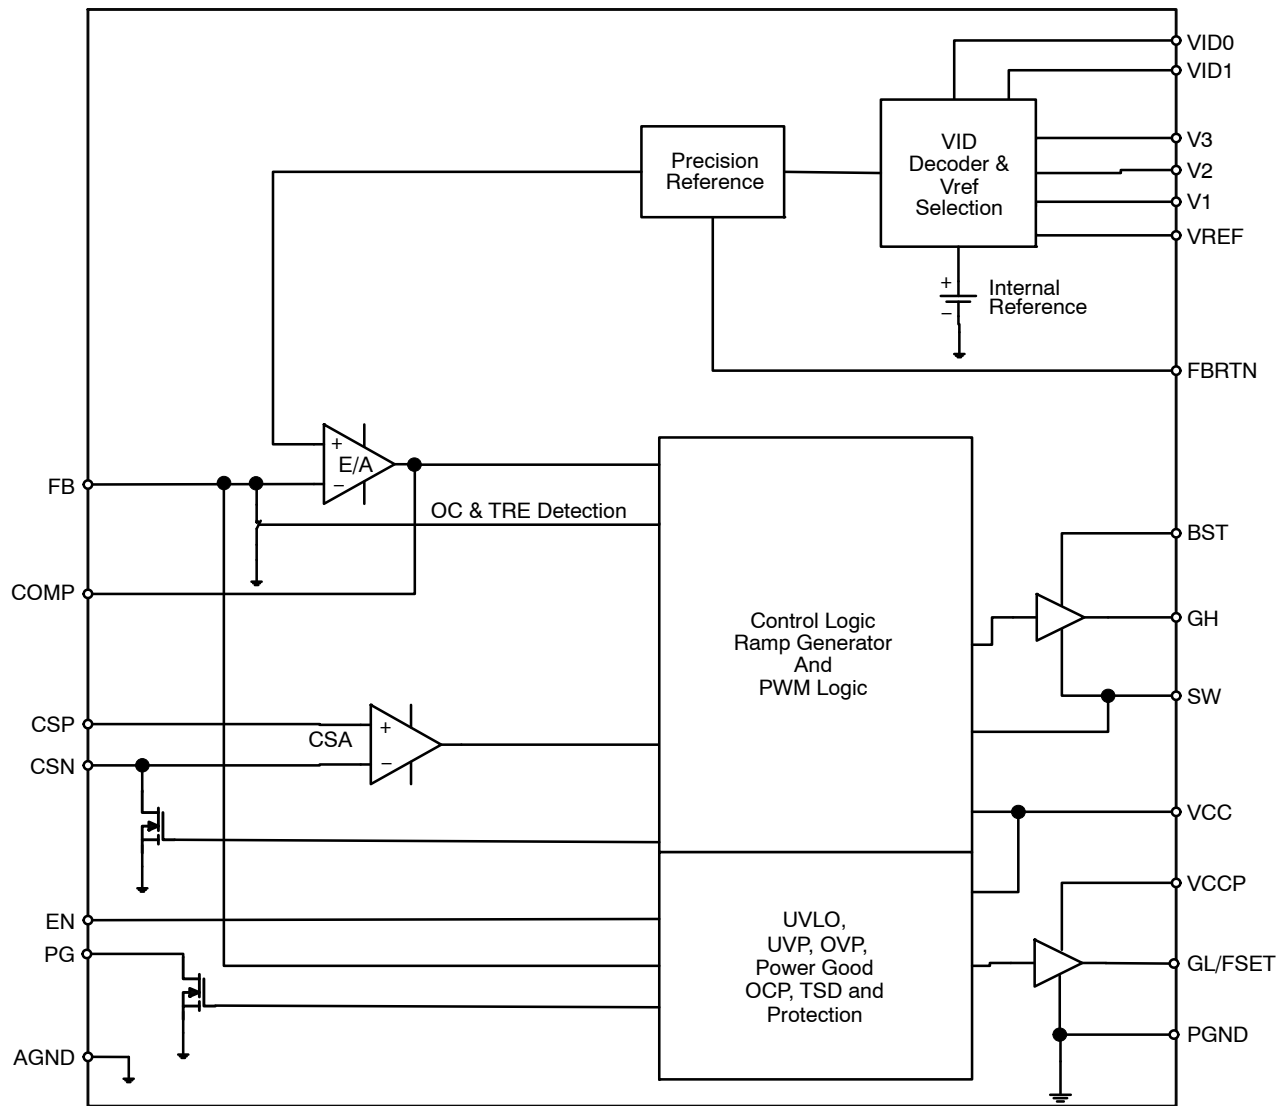 VID0
VID1
VID
Decoder &
Vref
Selection
V3
V2
V1
VREF
Precision
Reference
+
−
Internal
Reference
FBRTN
FB
+
E/A
−
OC & TRE Detection
COMP
Control Logic
Ramp Generator
And
PWM Logic
BST
GH
SW
CSP
CSN
CSA
+
−
VCC
VCCP
EN
PG
UVLO,
UVP, OVP,
Power Good
OCP, TSD and
Protection
GL/FSET
PGND
AGND